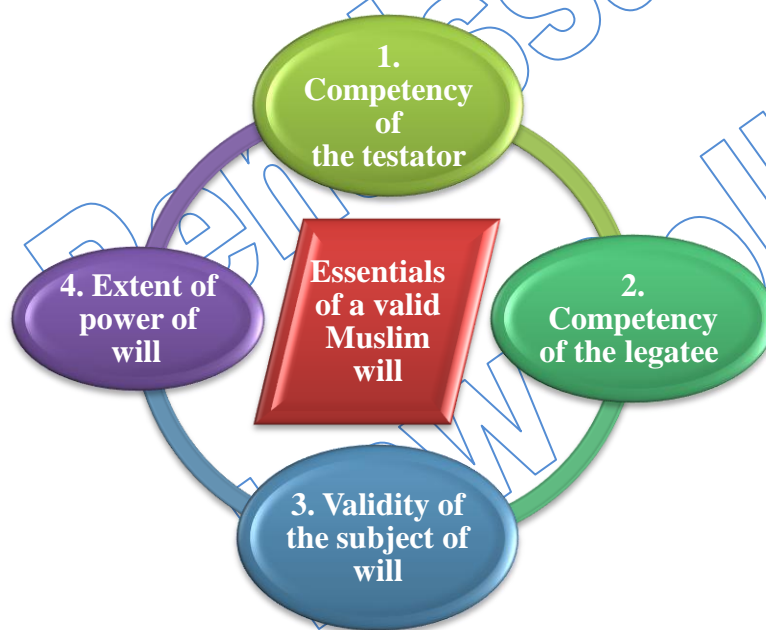 1.
Competency
of
the testator
Essentials
of a valid
Muslim
will
2.
Competency
of the legatee
3. Validity of
the subject of
will
4. Extent of
power of
will